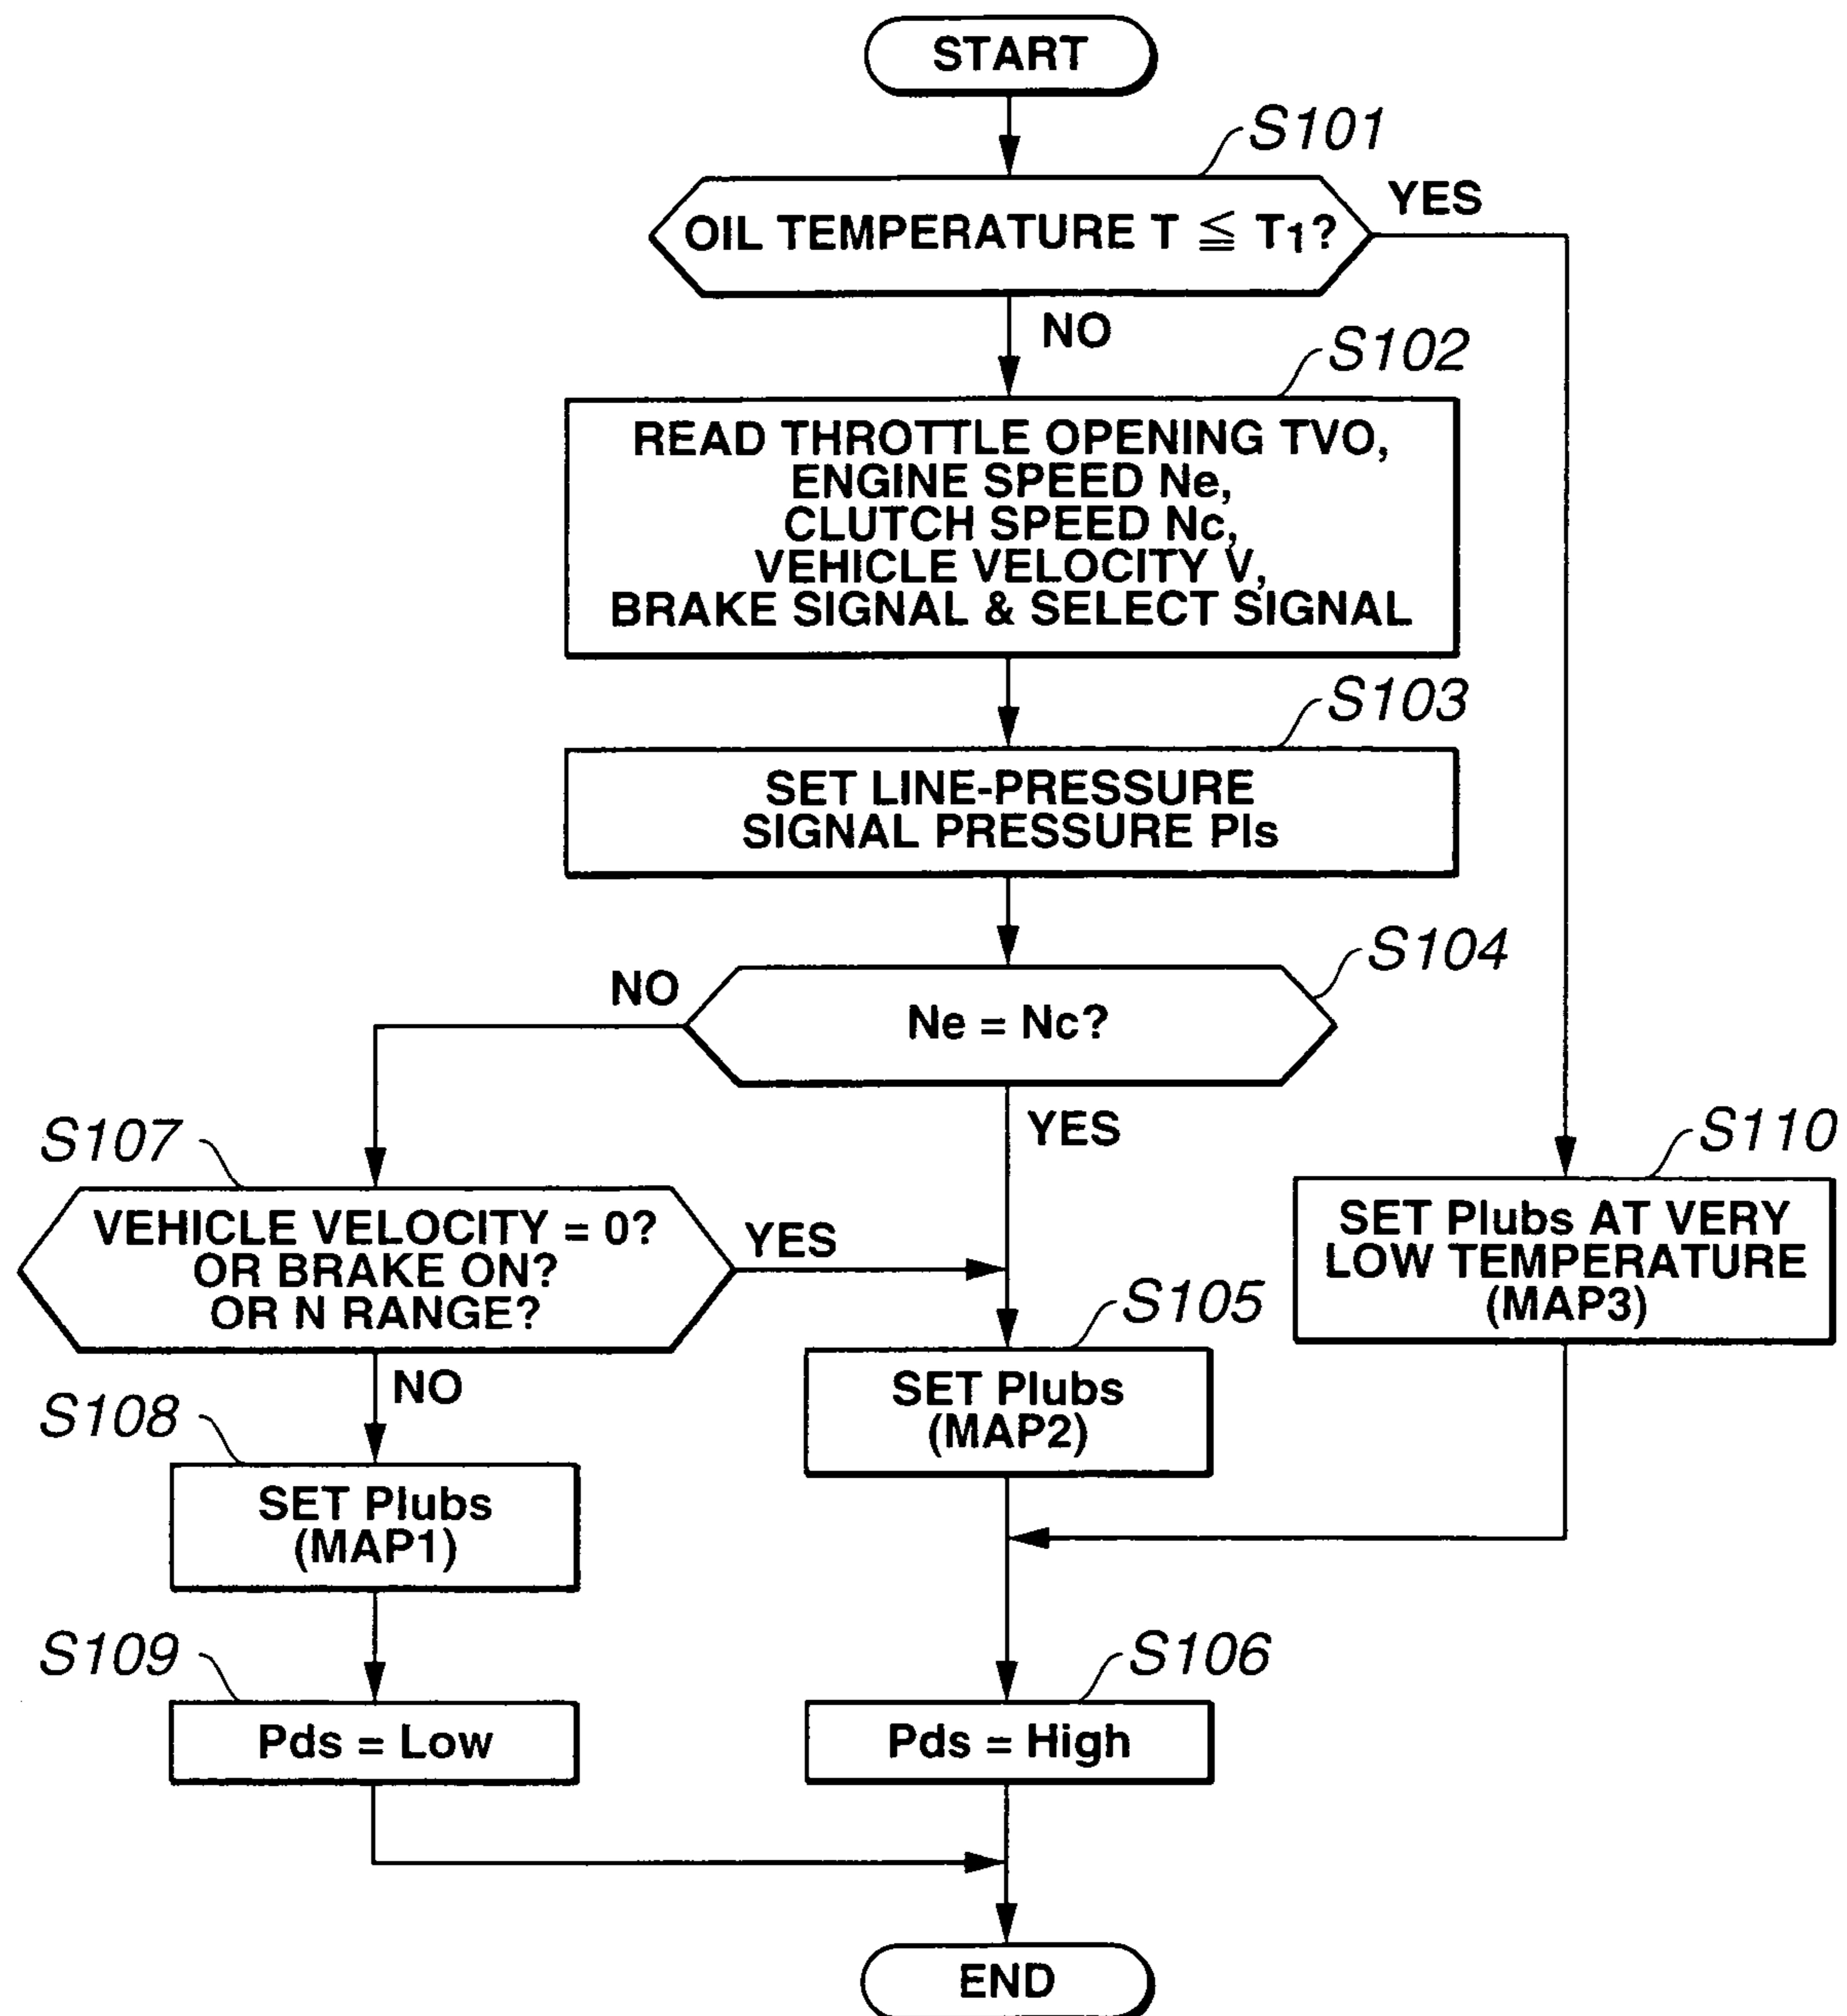 START
S101
OIL TEMPERATURE T ≦ T1?
YES
NO
S102
READ THROTTLE OPENING TVO,
ENGINE SPEED Ne,
CLUTCH SPEED Nc,
VEHICLE VELOCITY V,
BRAKE SIGNAL & SELECT SIGNAL
S103
SET LINE-PRESSURE
SIGNAL PRESSURE Pls
S104
NO
Ne = Nc?
YES
S107
VEHICLE VELOCITY = 0?
OR BRAKE ON?
OR N RANGE?
YES
NO
S110
SET Plubs AT VERY
LOW TEMPERATURE
(MAP3)
S105
SET Plubs
(MAP2)
S108
SET Plubs
(MAP1)
S109
Pds = Low
S106
Pds = High
END